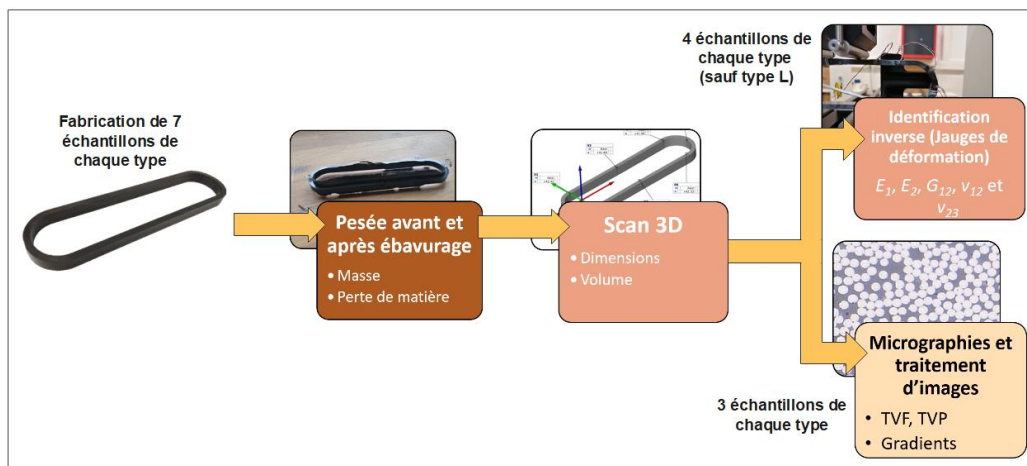 Fabrication de 7
échantillons de
chaque type
Pesée avant et
après ébavurage
• Masse
• Perte de matière
Scan 3D
• Dimensions
• Volume
4 échantillons de
chaque type
(sauf type L)
Identification
inverse (Jauges de
déformation)
E₁, E₂, G₁₂, ν₁₂ et
ν₂₃
3 échantillons de
chaque type
Micrographies et
traitement
d'images
• TVF, TVP
• Gradients